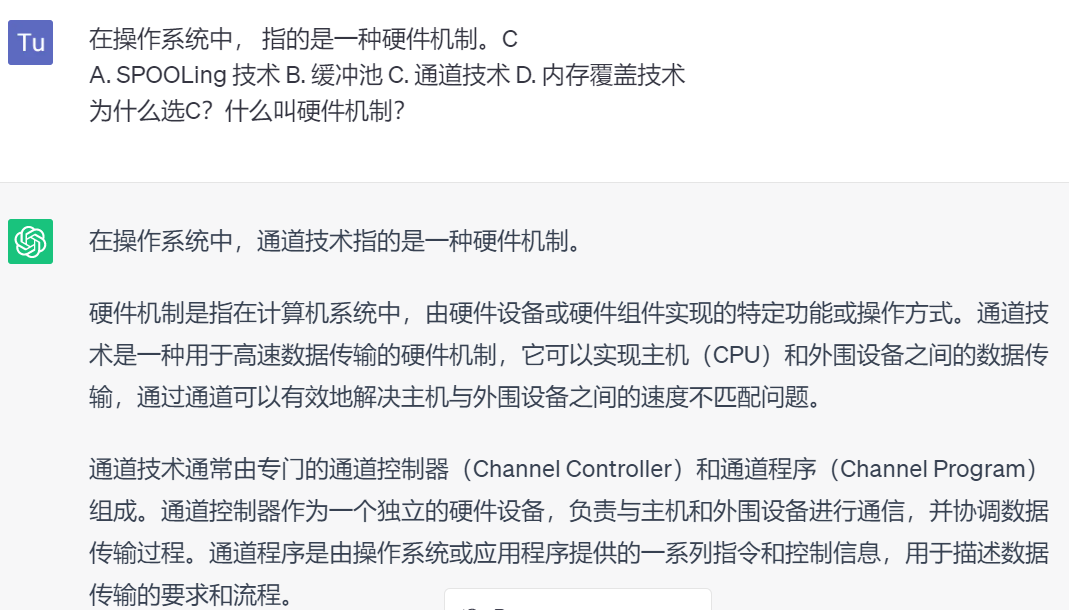 Tu
在操作系统中， 指的是一种硬件机制。C
A. SPOOLing 技术 B. 缓冲池 C. 通道技术 D. 内存覆盖技术
为什么选C？什么叫硬件机制？
在操作系统中，通道技术指的是一种硬件机制。
硬件机制是指在计算机系统中，由硬件设备或硬件组件实现的特定功能或操作方式。通道技
术是一种用于高速数据传输的硬件机制，它可以实现主机（CPU）和外围设备之间的数据传
输，通过通道可以有效地解决主机与外围设备之间的速度不匹配问题。
通道技术通常由专门的通道控制器（Channel Controller）和通道程序（Channel Program）
组成。通道控制器作为一个独立的硬件设备，负责与主机和外围设备进行通信，并协调数据
传输过程。通道程序是由操作系统或应用程序提供的一系列指令和控制信息，用于描述数据
传输的要求和流程。